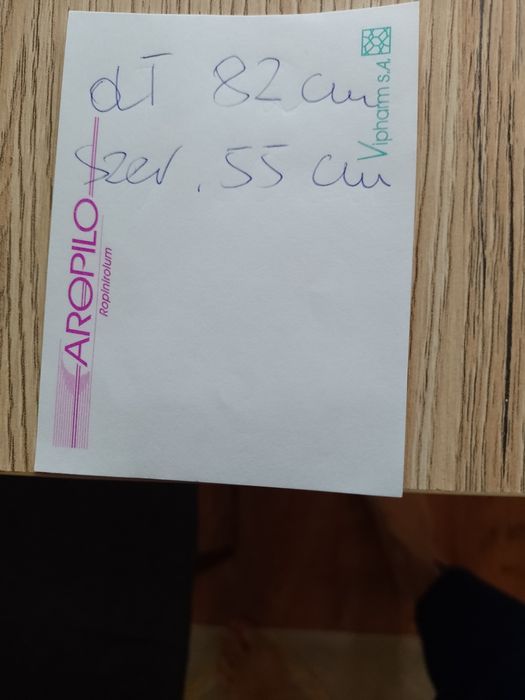 dł 82 cm
szer. 55 cm
AROPILO
Ropinirolum
Vipharm S.A.